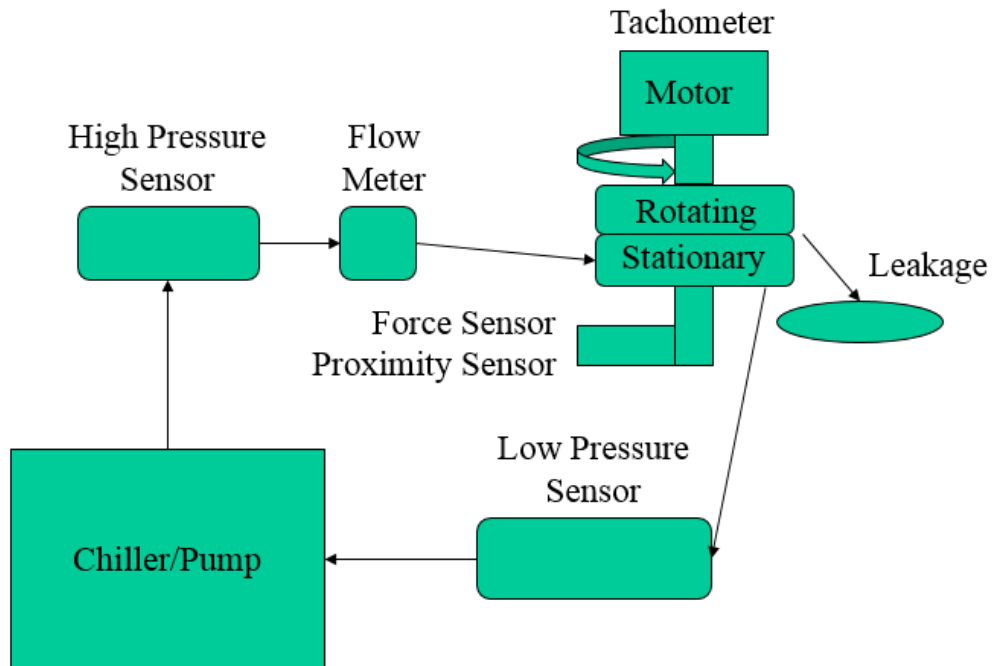 Tachometer
Motor
High Pressure
Sensor
Flow
Meter
Rotating
Stationary
Leakage
Force Sensor
Proximity Sensor
Low Pressure
Sensor
Chiller/Pump